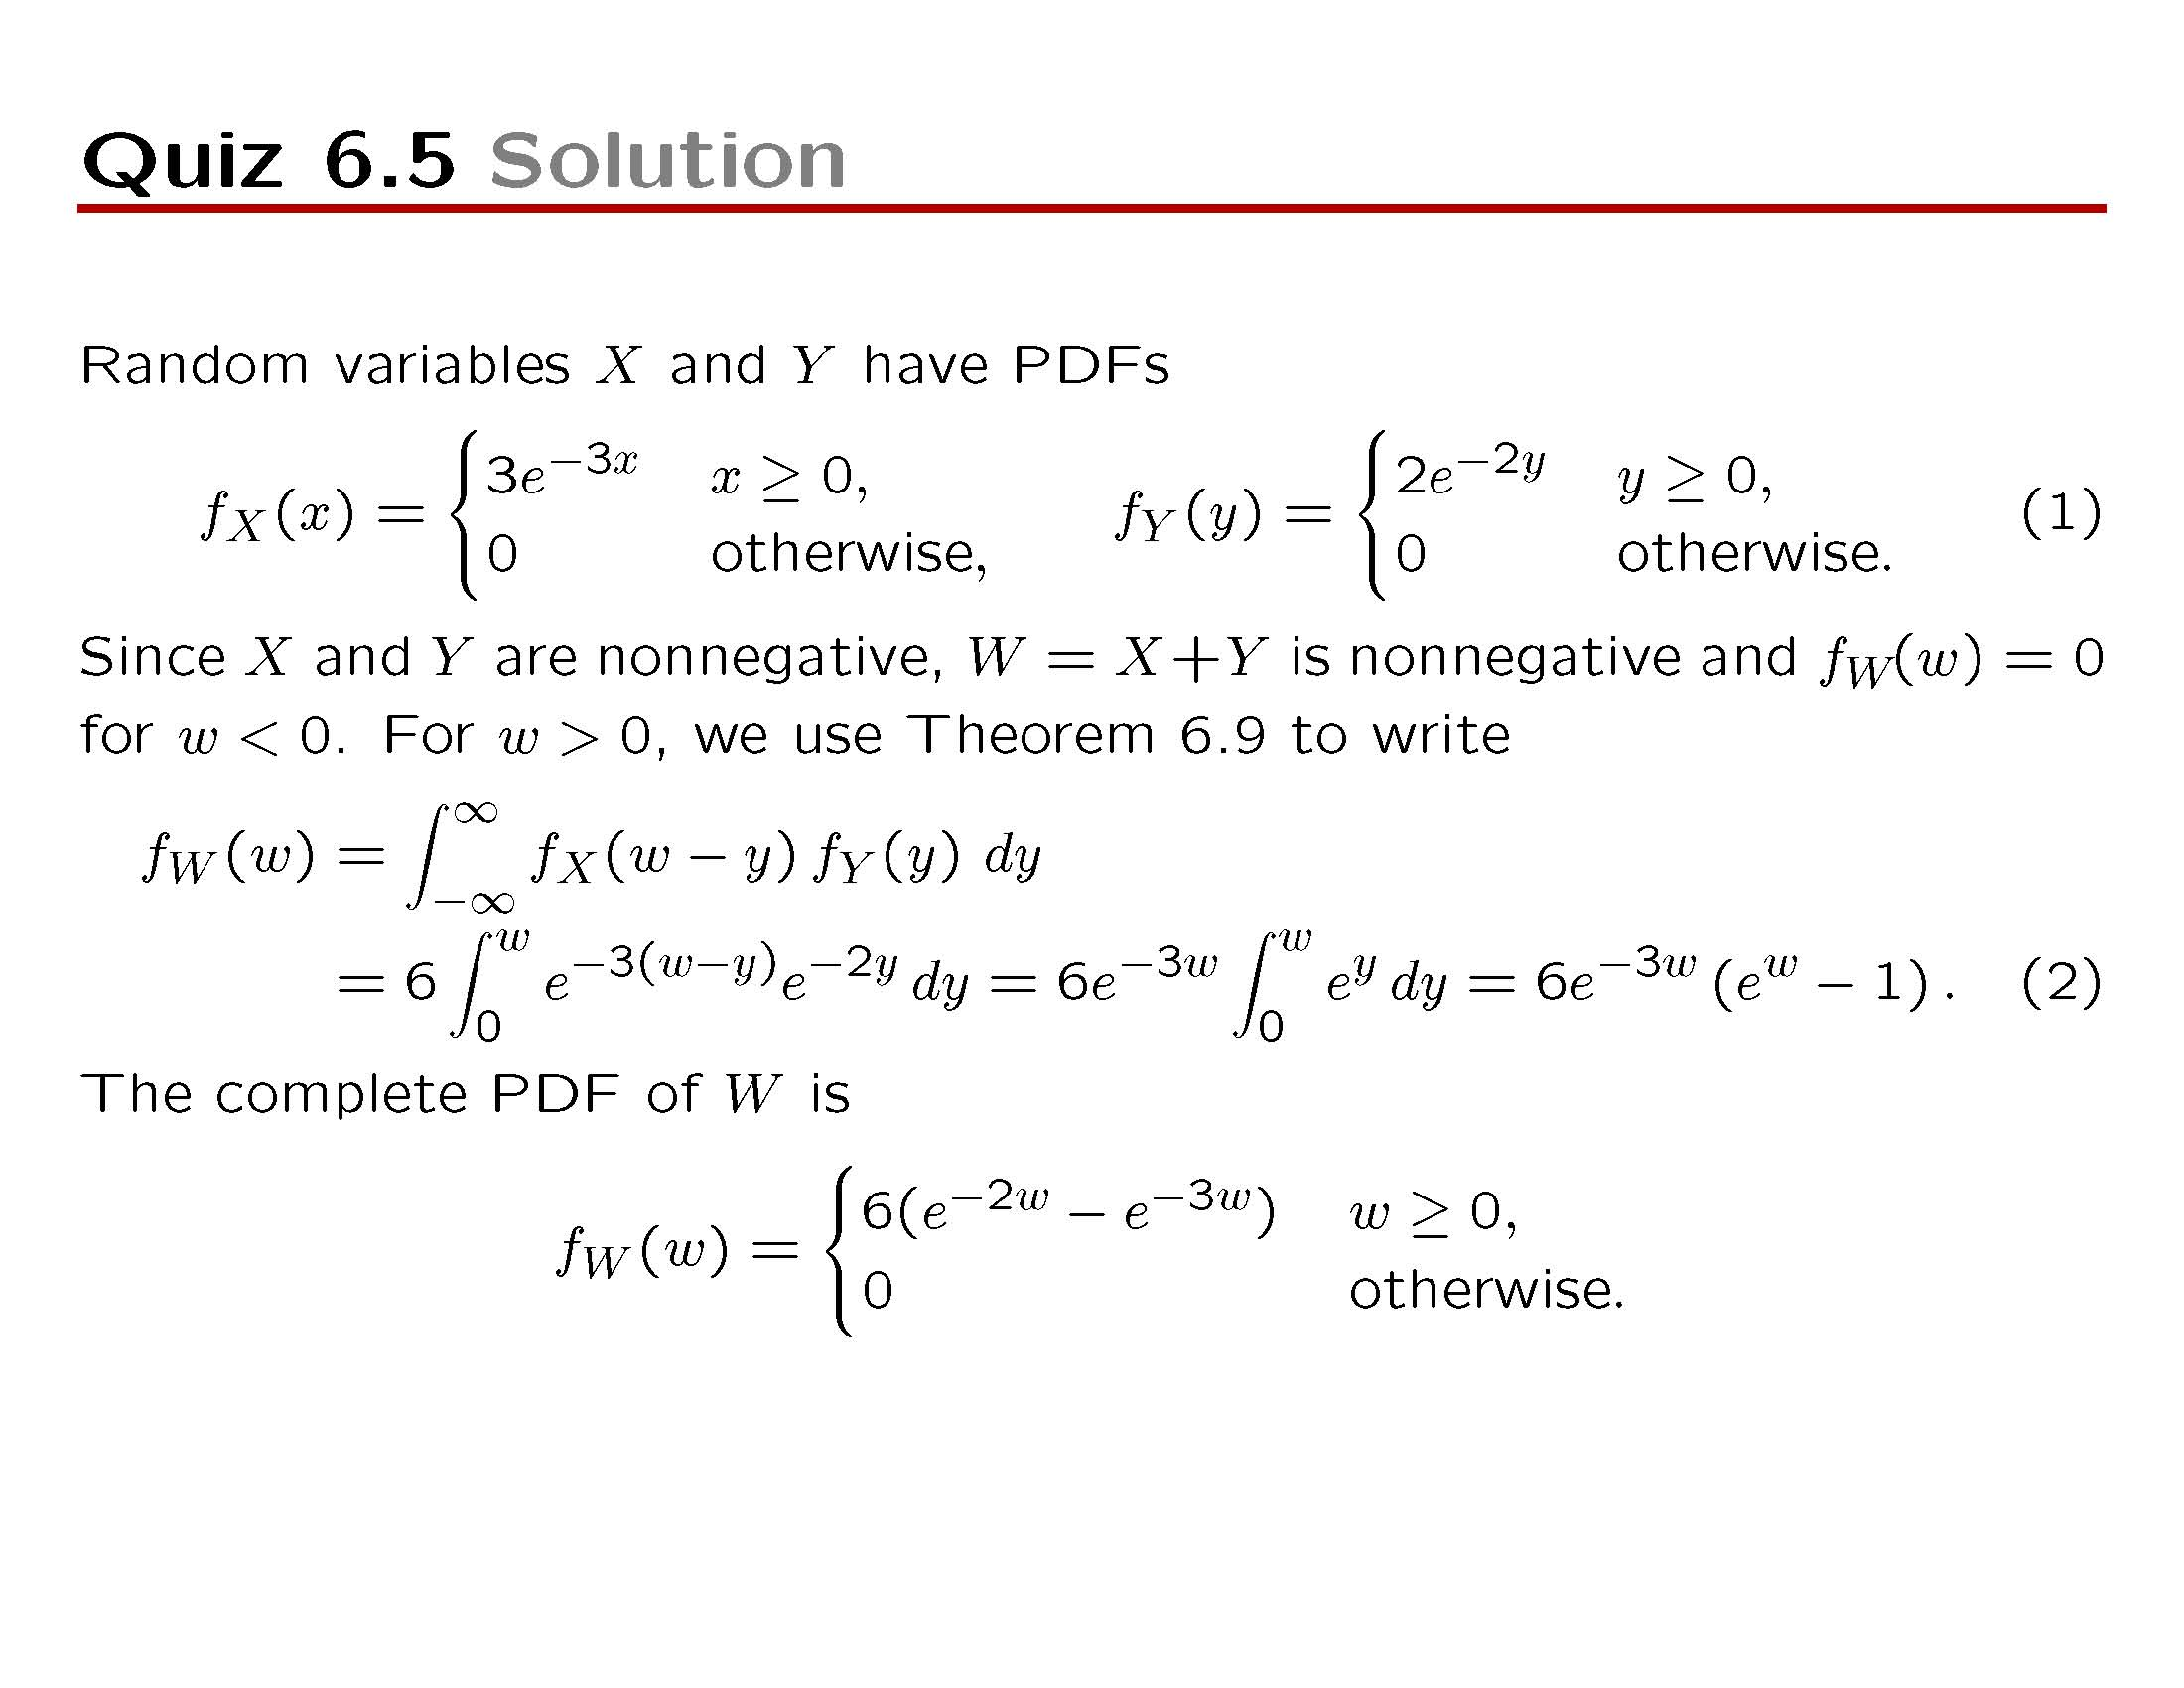 Quiz 6.5 Solution
Random variables X and Y have PDFs
f_X(x) = { 3e^{−3x} x ≥ 0, 0 otherwise, f_Y(y) = { 2e^{−2y} y ≥ 0, 0 otherwise. (1)
Since X and Y are nonnegative, W = X+Y is nonnegative and f_W(w) = 0
for w < 0. For w > 0, we use Theorem 6.9 to write
f_W(w) = ∫_{−∞}^{∞} f_X(w − y) f_Y(y) dy
= 6 ∫_0^w e^{−3(w−y)} e^{−2y} dy = 6e^{−3w} ∫_0^w e^y dy = 6e^{−3w} (e^w − 1). (2)
The complete PDF of W is
f_W(w) = { 6(e^{−2w} − e^{−3w}) w ≥ 0, 0 otherwise.